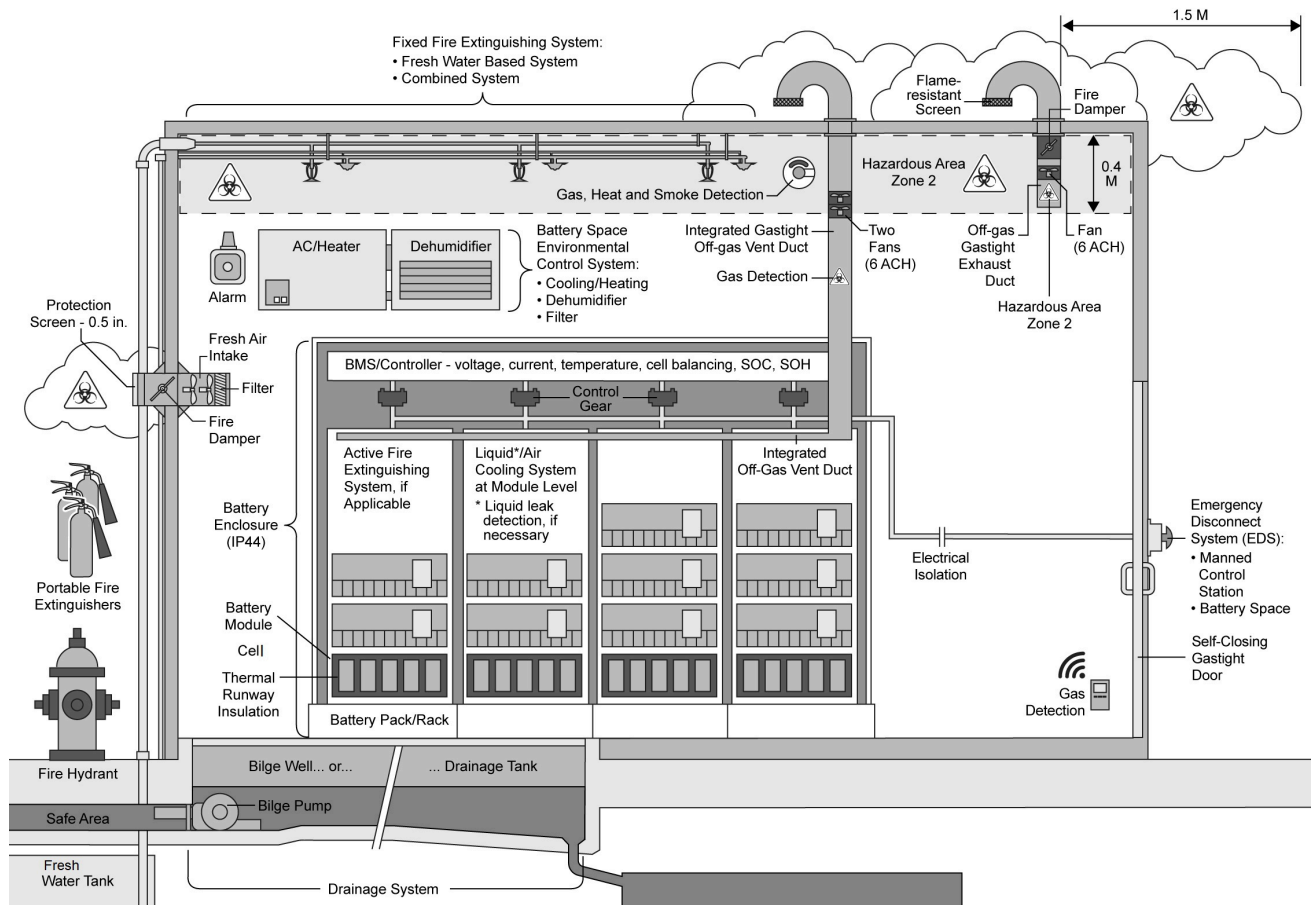 1.5 M
Fixed Fire Extinguishing System:
• Fresh Water Based System
• Combined System
Flame-
resistant
Screen
Fire
Damper
Hazardous Area
Zone 2
0.4
M
Gas, Heat and Smoke Detection
AC/Heater
Dehumidifier
Alarm
Battery Space
Environmental
Control System:
• Cooling/Heating
• Dehumidifier
• Filter
Integrated Gastight
Off-gas Vent Duct
Two
Fans
(6 ACH)
Off-gas
Gastight
Exhaust
Duct
Fan
(6 ACH)
Gas Detection
Hazardous Area
Zone 2
Protection
Screen - 0.5 in.
Fresh Air
Intake
Filter
Fire
Damper
BMS/Controller - voltage, current, temperature, cell balancing, SOC, SOH
Control
Gear
Active Fire
Extinguishing
System, if
Applicable
Liquid*/Air
Cooling System
at Module Level
* Liquid leak
detection, if
necessary
Integrated
Off-Gas Vent Duct
Battery
Enclosure
(IP44)
Portable Fire
Extinguishers
Electrical
Isolation
Emergency
Disconnect
System (EDS):
• Manned
Control
Station
• Battery Space
Battery
Module
Cell
Thermal
Runway
Insulation
Self-Closing
Gastight
Door
Gas
Detection
Battery Pack/Rack
Fire Hydrant
Bilge Well... or...
... Drainage Tank
Bilge Pump
Safe Area
Fresh
Water Tank
Drainage System